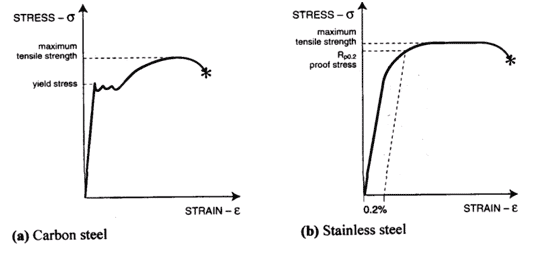 STRESS – σ
maximum
tensile strength
yield stress
STRAIN – ε
(a) Carbon steel
STRESS – σ
maximum
tensile strength
Rp0.2
proof stress
0.2%
STRAIN – ε
(b) Stainless steel